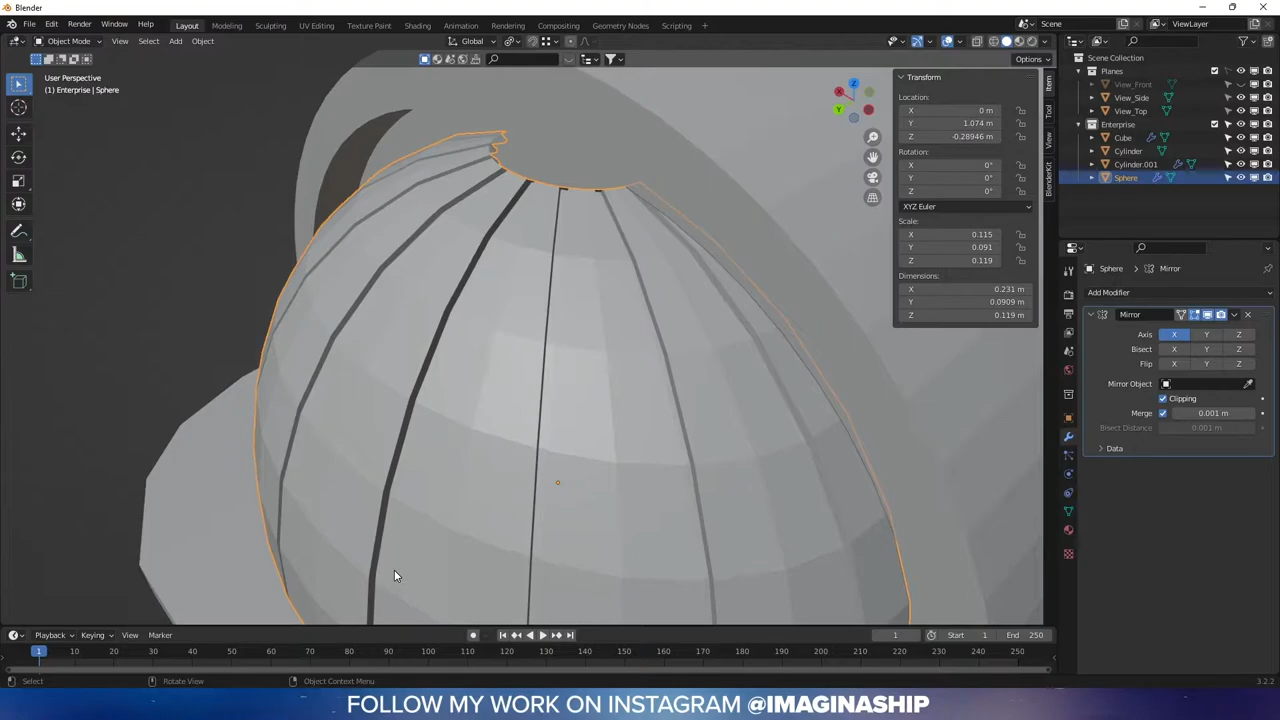 Blender
File Edit Render Window Help Layout Modeling Sculpting UV Editing Texture Paint Shading Animation Rendering Compositing Geometry Nodes Scripting + Scene ViewLayer
Object Mode View Select Add Object Global
Options
User Perspective
(1) Enterprise | Sphere
Transform
Location:
X 0 m
Y 1.074 m
Z -0.28946 m
Rotation:
X 0°
Y 0°
Z 0°
XYZ Euler
Scale:
X 0.115
Y 0.091
Z 0.119
Dimensions:
X 0.231 m
Y 0.0909 m
Z 0.119 m
Item
Tool
View
BlenderKit
X
Y
Z
Scene Collection
Planes
View_Front
View_Side
View_Top
Enterprise
Cube
Cylinder
Cylinder.001
Sphere
Sphere > Mirror
Add Modifier
Mirror
Axis X Y Z
Bisect X Y Z
Flip X Y Z
Mirror Object
Clipping
Merge 0.001 m
Bisect Distance 0.001 m
Data
Playback Keying View Marker 1 Start 1 End 250
1 10 20 30 40 50 60 70 80 90 100 110 120 130 140 150 160 170 180 190 200 210 220 230 240 250
Select Rotate View Object Context Menu 3.2.2
FOLLOW MY WORK ON INSTAGRAM @IMAGINASHIP